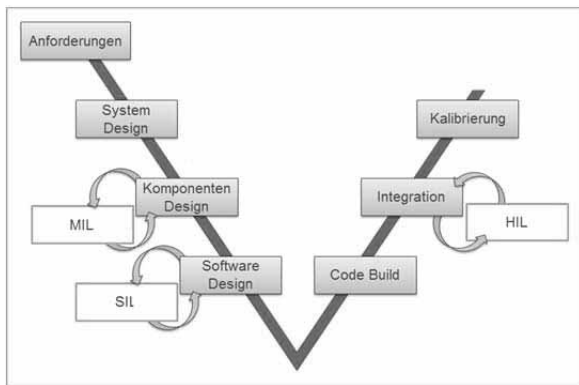 Anforderungen
System
Design
Kalibrierung
Komponenten
Design
Integration
MIL
HIL
Software
Design
Code Build
SIL